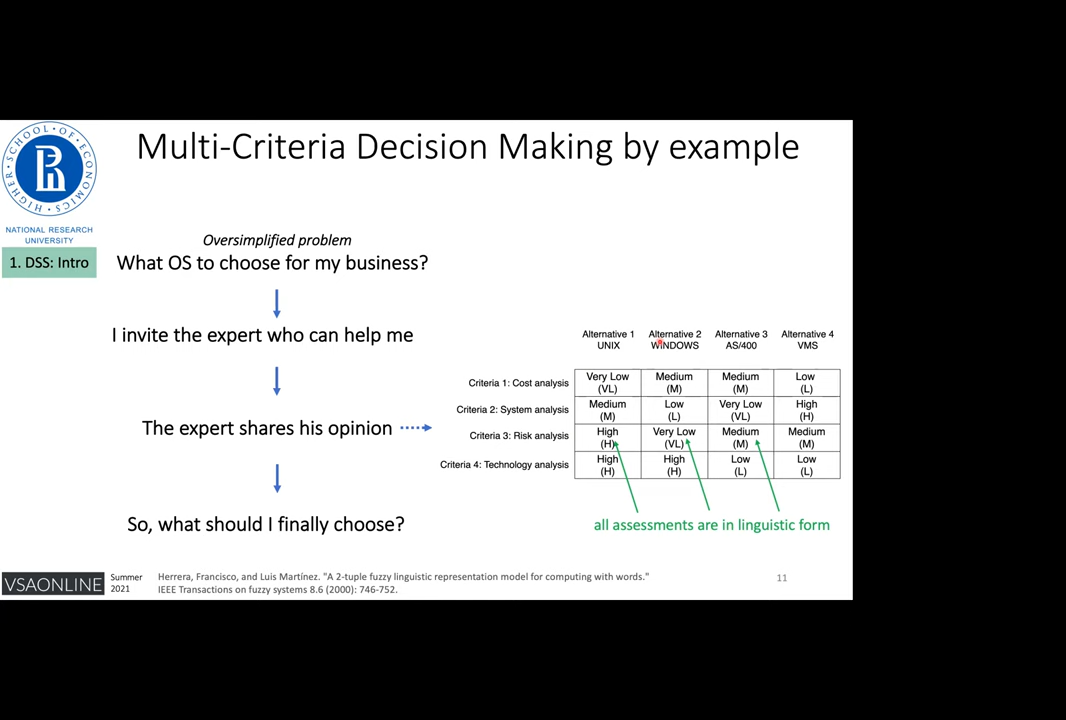 Multi-Criteria Decision Making by example
HIGHER · SCHOOL · OF · ECONOMICS
NATIONAL RESEARCH
UNIVERSITY
1. DSS: Intro
Oversimplified problem
What OS to choose for my business?
I invite the expert who can help me
The expert shares his opinion
So, what should I finally choose?
Alternative 1 Alternative 2 Alternative 3 Alternative 4
UNIX WINDOWS AS/400 VMS
Criteria 1: Cost analysis Very Low Medium Medium Low
(VL) (M) (M) (L)
Criteria 2: System analysis Medium Low Very Low High
(M) (L) (VL) (H)
Criteria 3: Risk analysis High Very Low Medium Medium
(H) (VL) (M) (M)
Criteria 4: Technology analysis High High Low Low
(H) (H) (L) (L)
all assessments are in linguistic form
VSAONLINE
Summer
2021
Herrera, Francisco, and Luis Martínez. "A 2-tuple fuzzy linguistic representation model for computing with words."
IEEE Transactions on fuzzy systems 8.6 (2000): 746-752.
11